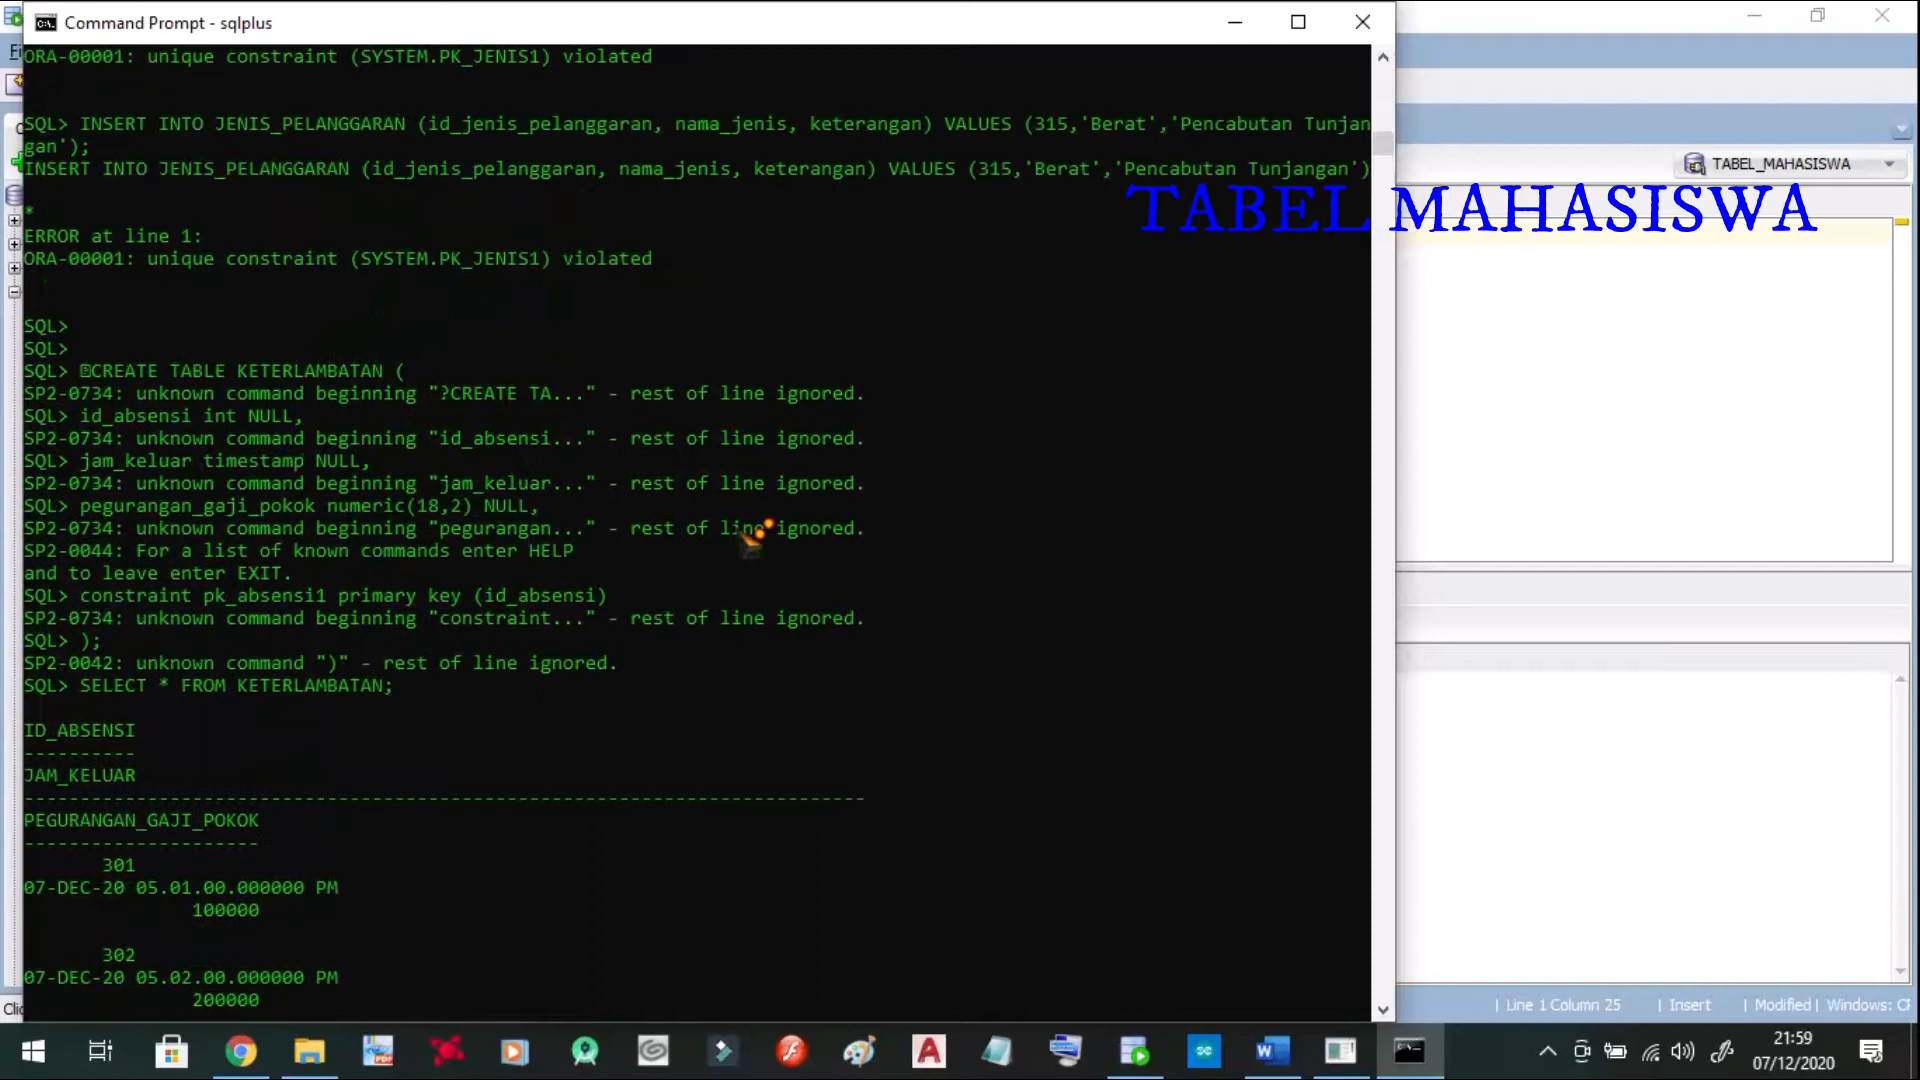 Command Prompt - sqlplus
ORA-00001: unique constraint (SYSTEM.PK_JENIS1) violated
SQL> INSERT INTO JENIS_PELANGGARAN (id_jenis_pelanggaran, nama_jenis, keterangan) VALUES (315,'Berat','Pencabutan Tunjan
gan');
INSERT INTO JENIS_PELANGGARAN (id_jenis_pelanggaran, nama_jenis, keterangan) VALUES (315,'Berat','Pencabutan Tunjangan')
TABEL_MAHASISWA
TABEL MAHASISWA
*
ERROR at line 1:
ORA-00001: unique constraint (SYSTEM.PK_JENIS1) violated
SQL>
SQL>
SQL> CREATE TABLE KETERLAMBATAN (
SP2-0734: unknown command beginning "?CREATE TA..." - rest of line ignored.
SQL> id_absensi int NULL,
SP2-0734: unknown command beginning "id_absensi..." - rest of line ignored.
SQL> jam_keluar timestamp NULL,
SP2-0734: unknown command beginning "jam_keluar..." - rest of line ignored.
SQL> pegurangan_gaji_pokok numeric(18,2) NULL,
SP2-0734: unknown command beginning "pegurangan..." - rest of line ignored.
SP2-0044: For a list of known commands enter HELP
and to leave enter EXIT.
SQL> constraint pk_absensi1 primary key (id_absensi)
SP2-0734: unknown command beginning "constraint..." - rest of line ignored.
SQL> );
SP2-0042: unknown command ")" - rest of line ignored.
SQL> SELECT * FROM KETERLAMBATAN;
ID_ABSENSI
----------
JAM_KELUAR
---------------------------------------------------------------------------
PEGURANGAN_GAJI_POKOK
---------------------
301
07-DEC-20 05.01.00.000000 PM
100000
302
07-DEC-20 05.02.00.000000 PM
200000
| Line 1 Column 25 | Insert | Modified | Windows: CF
21:59
07/12/2020